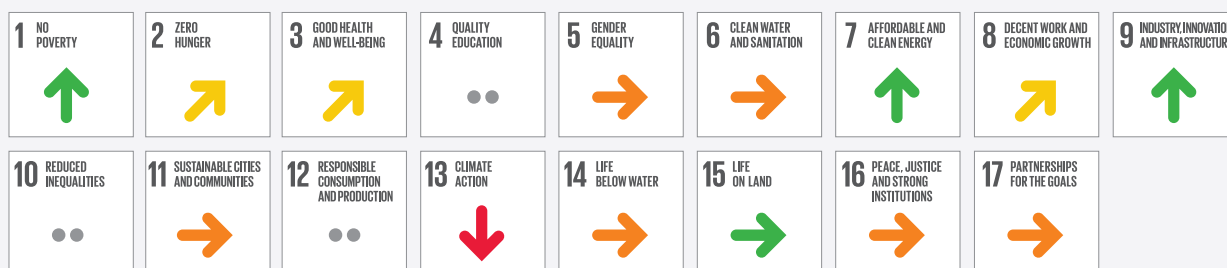 1 NO
POVERTY
2 ZERO
HUNGER
3 GOOD HEALTH
AND WELL-BEING
4 QUALITY
EDUCATION
5 GENDER
EQUALITY
6 CLEAN WATER
AND SANITATION
7 AFFORDABLE AND
CLEAN ENERGY
8 DECENT WORK AND
ECONOMIC GROWTH
9 INDUSTRY, INNOVATIO
AND INFRASTRUCTUR
10 REDUCED
INEQUALITIES
11 SUSTAINABLE CITIES
AND COMMUNITIES
12 RESPONSIBLE
CONSUMPTION
AND PRODUCTION
13 CLIMATE
ACTION
14 LIFE
BELOW WATER
15 LIFE
ON LAND
16 PEACE, JUSTICE
AND STRONG
INSTITUTIONS
17 PARTNERSHIPS
FOR THE GOALS